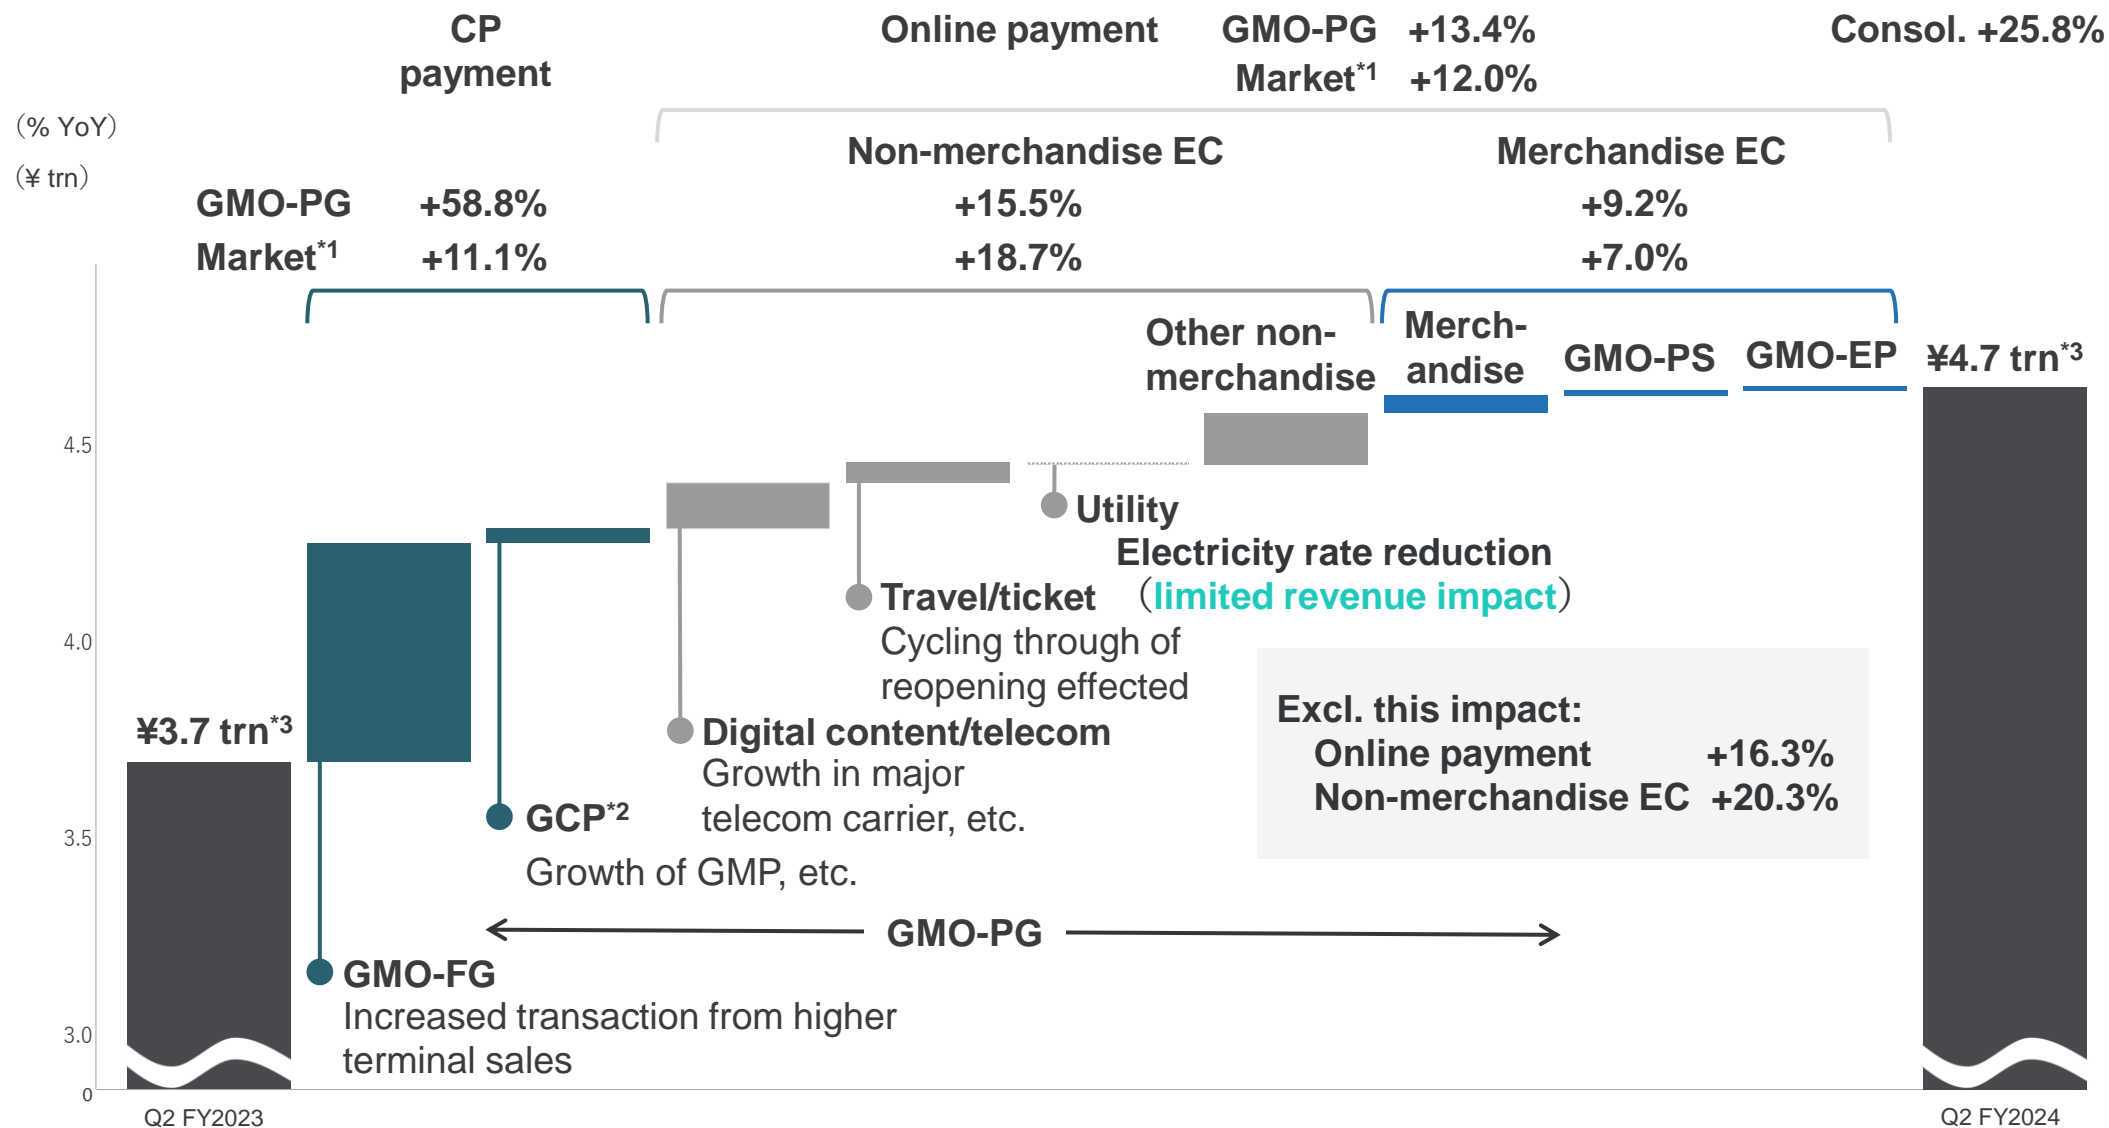 CP
payment
Online payment
GMO-PG +13.4%
Market*1 +12.0%
Consol. +25.8%
（% YoY）
（¥ trn）
Non-merchandise EC
Merchandise EC
GMO-PG +58.8% +15.5% +9.2%
Market*1 +11.1% +18.7% +7.0%
Other non-
merchandise
Merch-
andise
GMO-PS
GMO-EP
¥4.7 trn*3
4.5
Utility
Electricity rate reduction
（limited revenue impact）
Travel/ticket
Cycling through of
reopening effected
4.0
Excl. this impact:
Online payment +16.3%
Non-merchandise EC +20.3%
¥3.7 trn*3
Digital content/telecom
Growth in major
telecom carrier, etc.
3.5
GCP*2
Growth of GMP, etc.
GMO-PG
GMO-FG
Increased transaction from higher
terminal sales
3.0
0
Q2 FY2023
Q2 FY2024